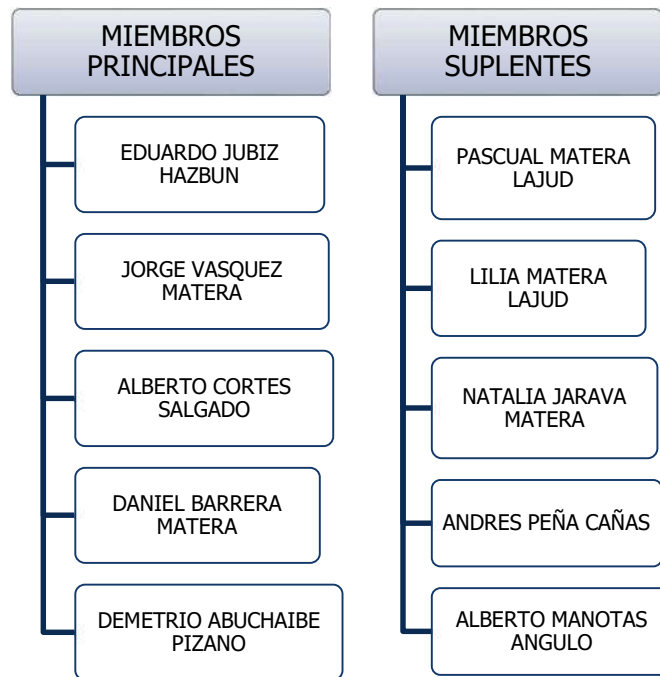 MIEMBROS
PRINCIPALES
EDUARDO JUBIZ
HAZBUN
JORGE VASQUEZ
MATERA
ALBERTO CORTES
SALGADO
DANIEL BARRERA
MATERA
DEMETRIO ABUCHAIBE
PIZANO
MIEMBROS
SUPLENTES
PASCUAL MATERA
LAJUD
LILIA MATERA
LAJUD
NATALIA JARAVA
MATERA
ANDRES PEÑA CAÑAS
ALBERTO MANOTAS
ANGULO